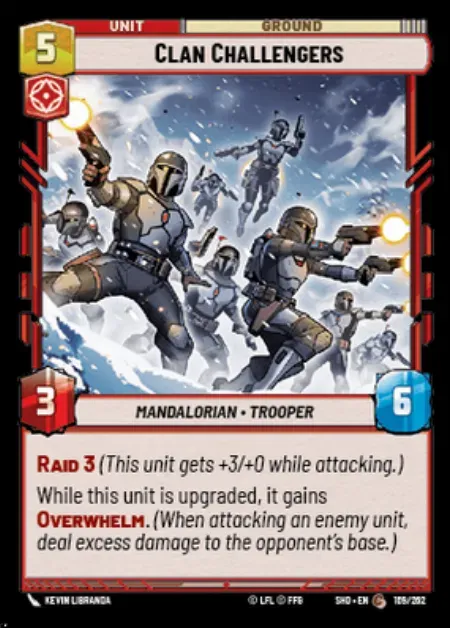 UNIT GROUND
5 CLAN CHALLENGERS
3 MANDALORIAN • TROOPER 6
RAID 3 (This unit gets +3/+0 while attacking.)
While this unit is upgraded, it gains
OVERWHELM. (When attacking an enemy unit,
deal excess damage to the opponent's base.)
KEVIN LIBRANDA © LFL ® FFG SHD • EN C 169/262